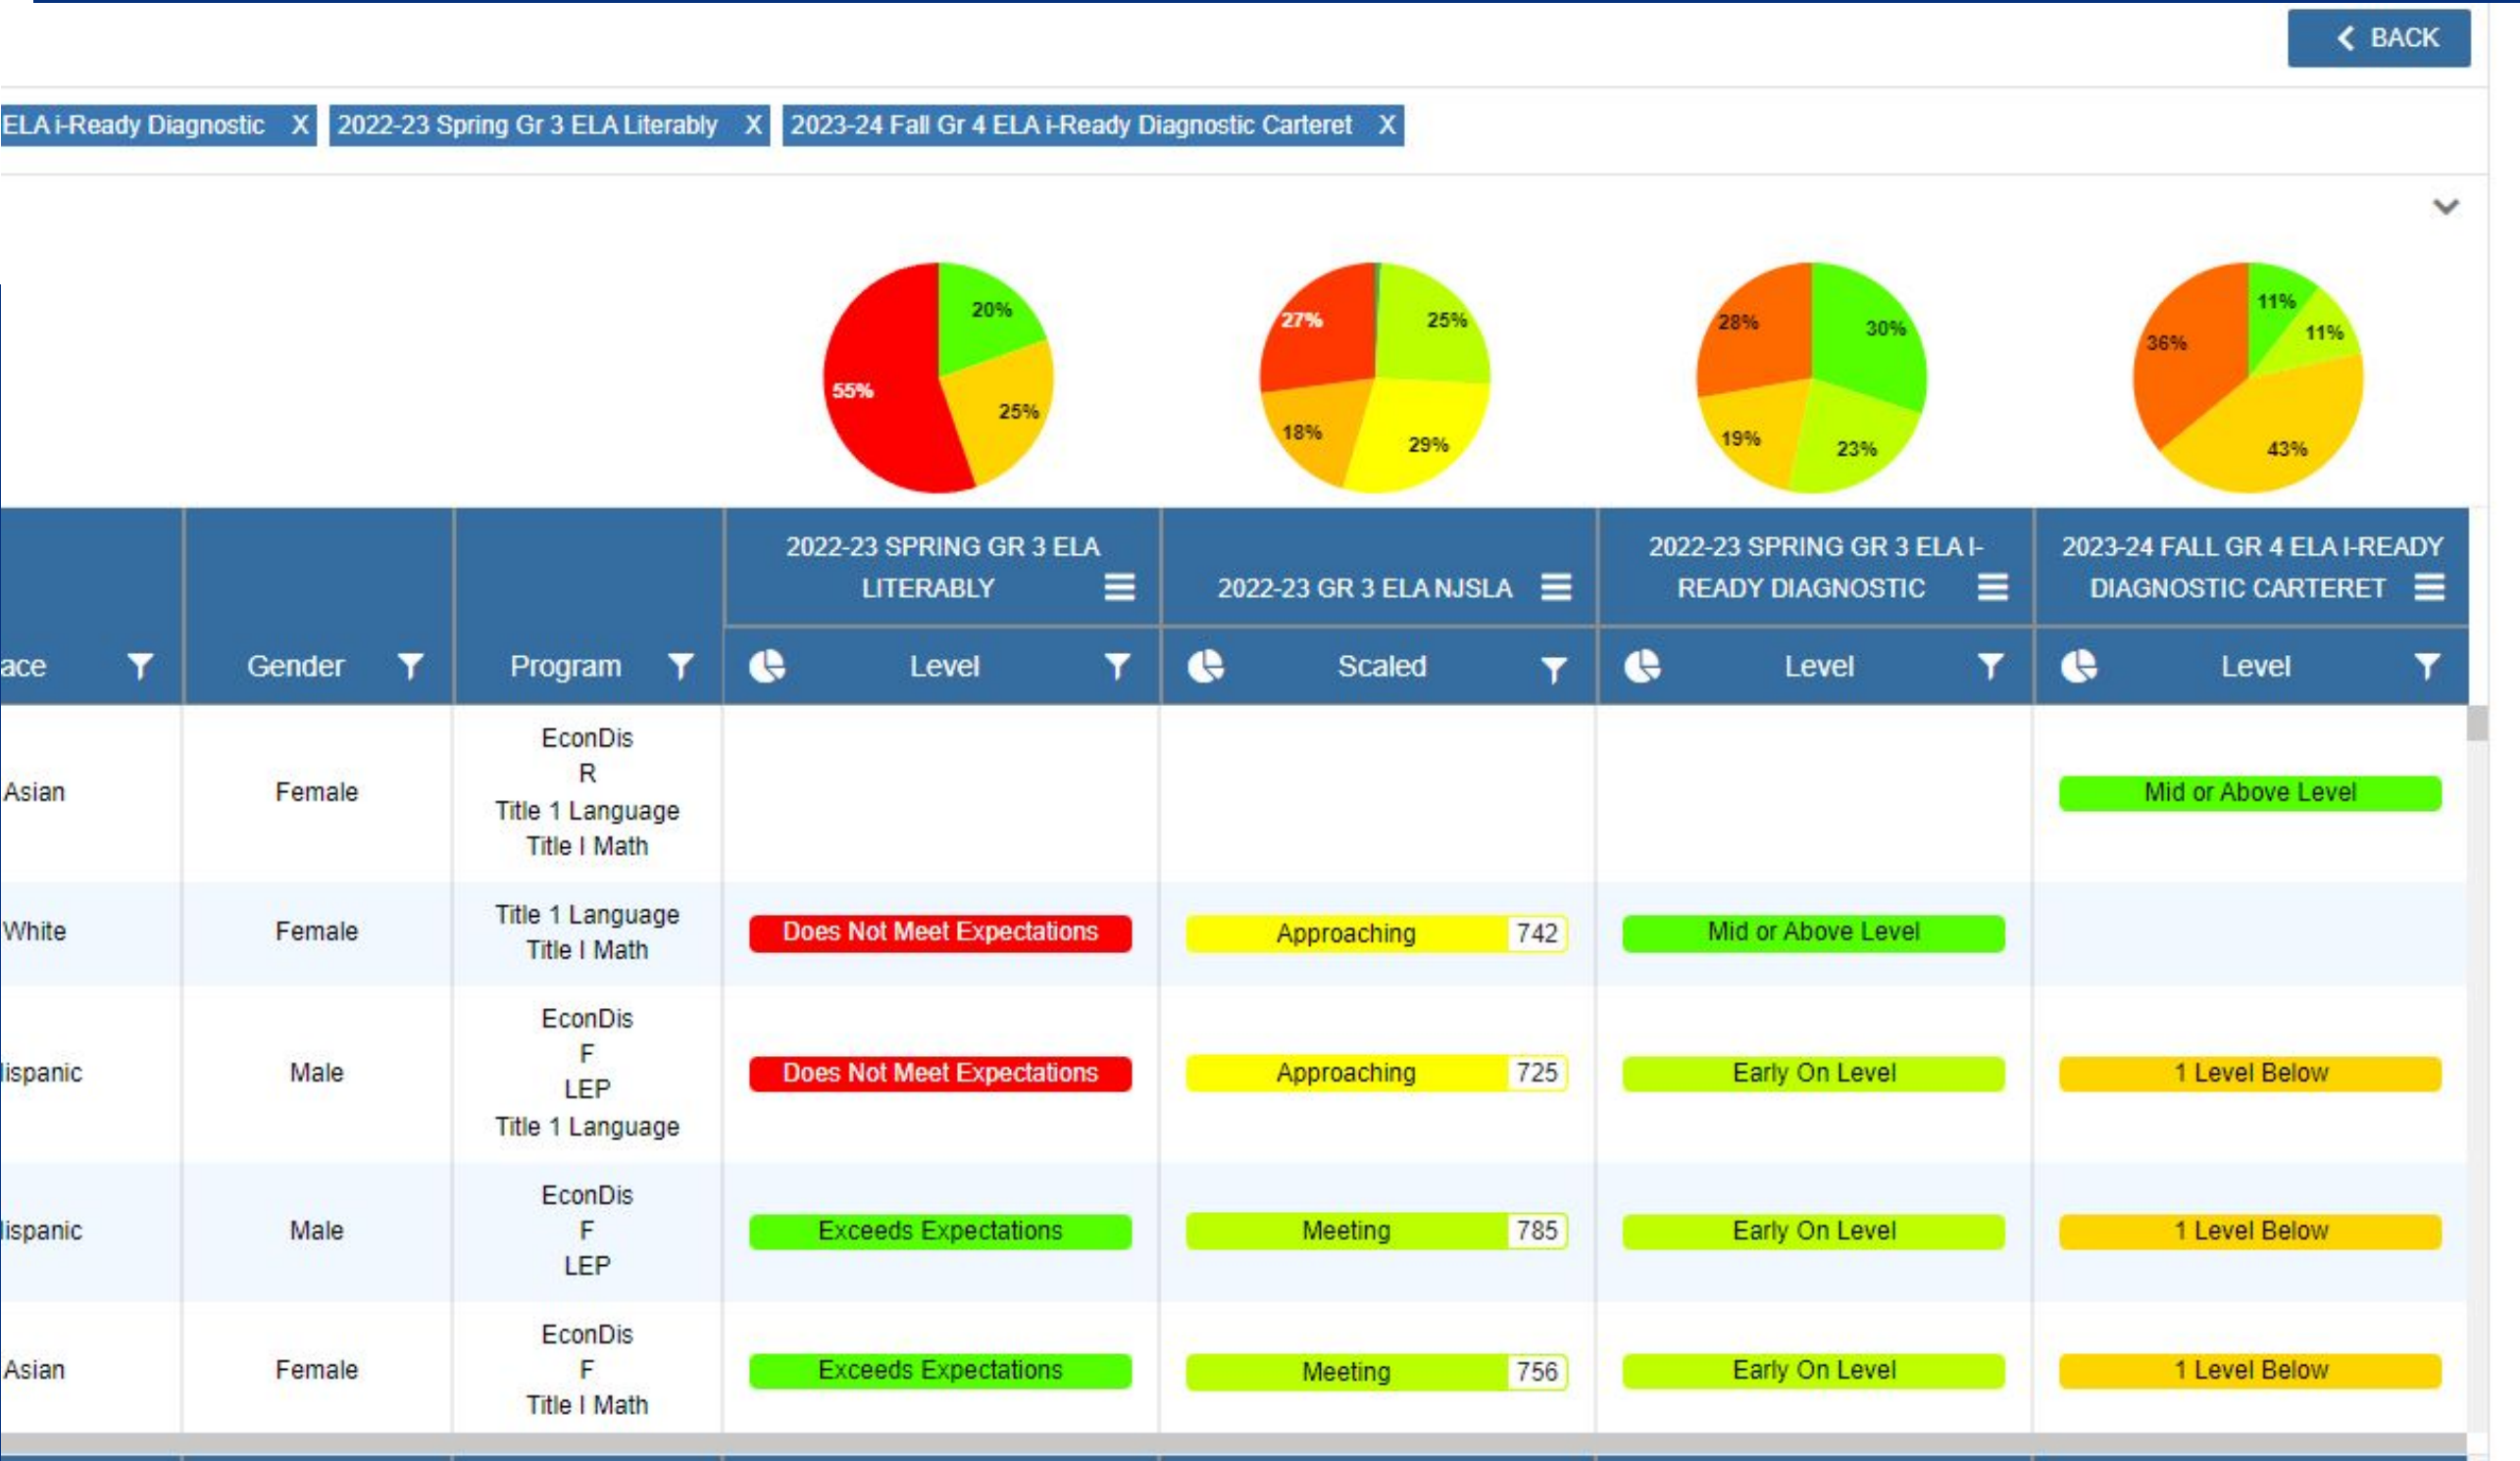 BACK
ELA i-Ready Diagnostic X 2022-23 Spring Gr 3 ELA Literably X 2023-24 Fall Gr 4 ELA i-Ready Diagnostic Carteret X
20%
25%
55%
25%
29%
18%
27%
30%
23%
19%
28%
11%
11%
43%
36%
2022-23 SPRING GR 3 ELA
LITERABLY
2022-23 GR 3 ELA NJSLA
2022-23 SPRING GR 3 ELA I-
READY DIAGNOSTIC
2023-24 FALL GR 4 ELA I-READY
DIAGNOSTIC CARTERET
ace Gender Program Level Scaled Level Level
Asian Female
EconDis
R
Title 1 Language
Title I Math
Mid or Above Level
White Female
Title 1 Language
Title I Math
Does Not Meet Expectations Approaching 742 Mid or Above Level
ispanic Male
EconDis
F
LEP
Title 1 Language
Does Not Meet Expectations Approaching 725 Early On Level 1 Level Below
ispanic Male
EconDis
F
LEP
Exceeds Expectations Meeting 785 Early On Level 1 Level Below
Asian Female
EconDis
F
Title I Math
Exceeds Expectations Meeting 756 Early On Level 1 Level Below